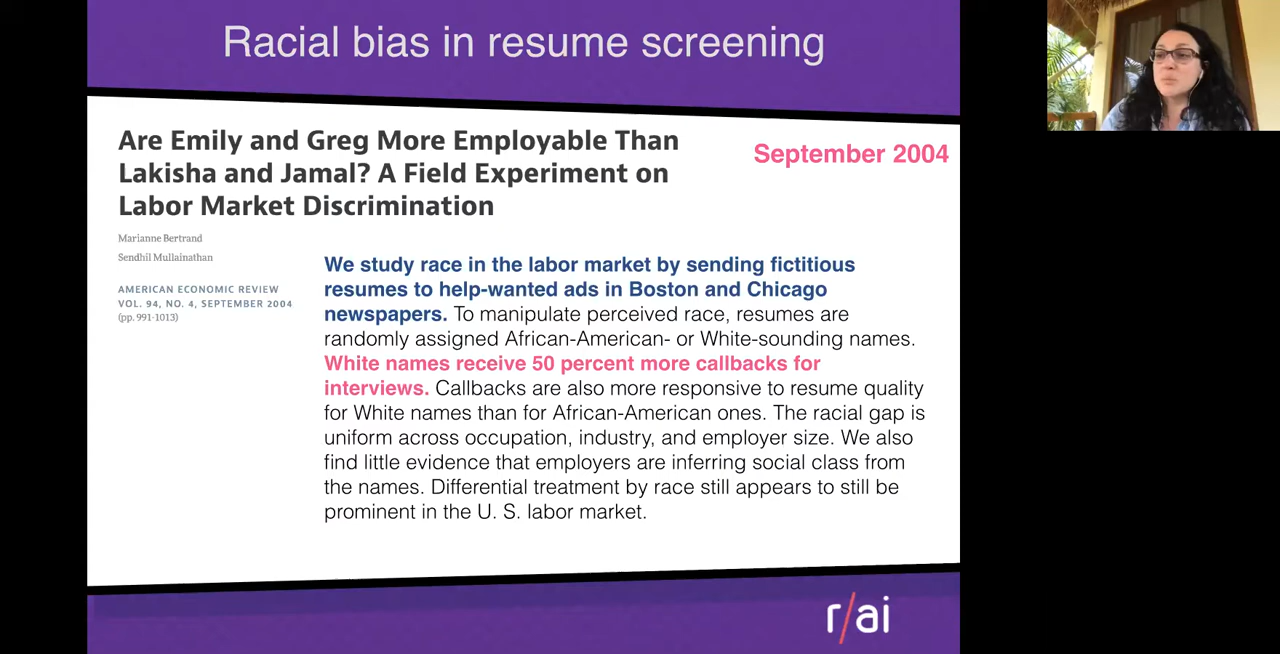 Racial bias in resume screening
Are Emily and Greg More Employable Than
Lakisha and Jamal? A Field Experiment on
Labor Market Discrimination
September 2004
Marianne Bertrand
Sendhil Mullainathan
AMERICAN ECONOMIC REVIEW
VOL. 94, NO. 4, SEPTEMBER 2004
(pp. 991-1013)
We study race in the labor market by sending fictitious
resumes to help-wanted ads in Boston and Chicago
newspapers. To manipulate perceived race, resumes are
randomly assigned African-American- or White-sounding names.
White names receive 50 percent more callbacks for
interviews. Callbacks are also more responsive to resume quality
for White names than for African-American ones. The racial gap is
uniform across occupation, industry, and employer size. We also
find little evidence that employers are inferring social class from
the names. Differential treatment by race still appears to still be
prominent in the U. S. labor market.
r/ai